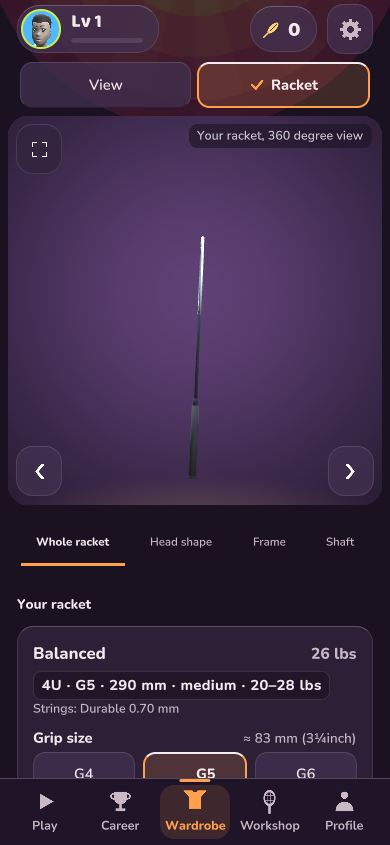 Lv 1
0
View
Racket
Your racket, 360 degree view
Whole racket
Head shape
Frame
Shaft
Your racket
Balanced
26 lbs
4U · G5 · 290 mm · medium · 20–28 lbs
Strings: Durable 0.70 mm
Grip size
≈ 83 mm (3¼inch)
G4
G5
G6
Play
Career
Wardrobe
Workshop
Profile